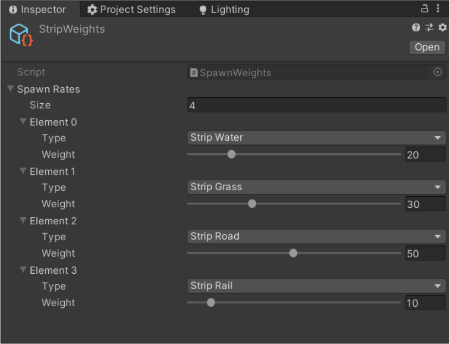 Inspector Project Settings Lighting
StripWeights
Open
Script SpawnWeights
Spawn Rates
Size 4
Element 0
Type Strip Water
Weight 20
Element 1
Type Strip Grass
Weight 30
Element 2
Type Strip Road
Weight 50
Element 3
Type Strip Rail
Weight 10